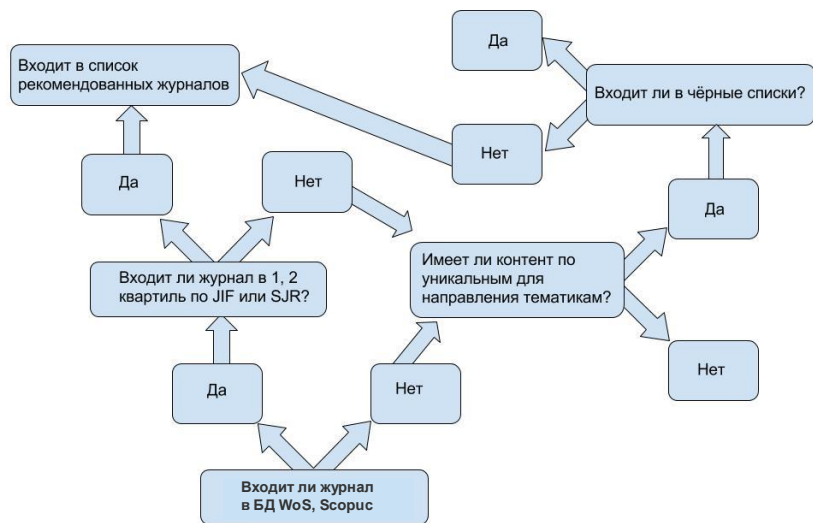 Да
Входит в список
рекомендованных журналов
Входит ли в чёрные списки?
Нет
Да
Нет
Да
Имеет ли контент по
уникальным для
направления тематикам?
Входит ли журнал в 1, 2
квартиль по JIF или SJR?
Нет
Да
Нет
Входит ли журнал
в БД WoS, Scopuc